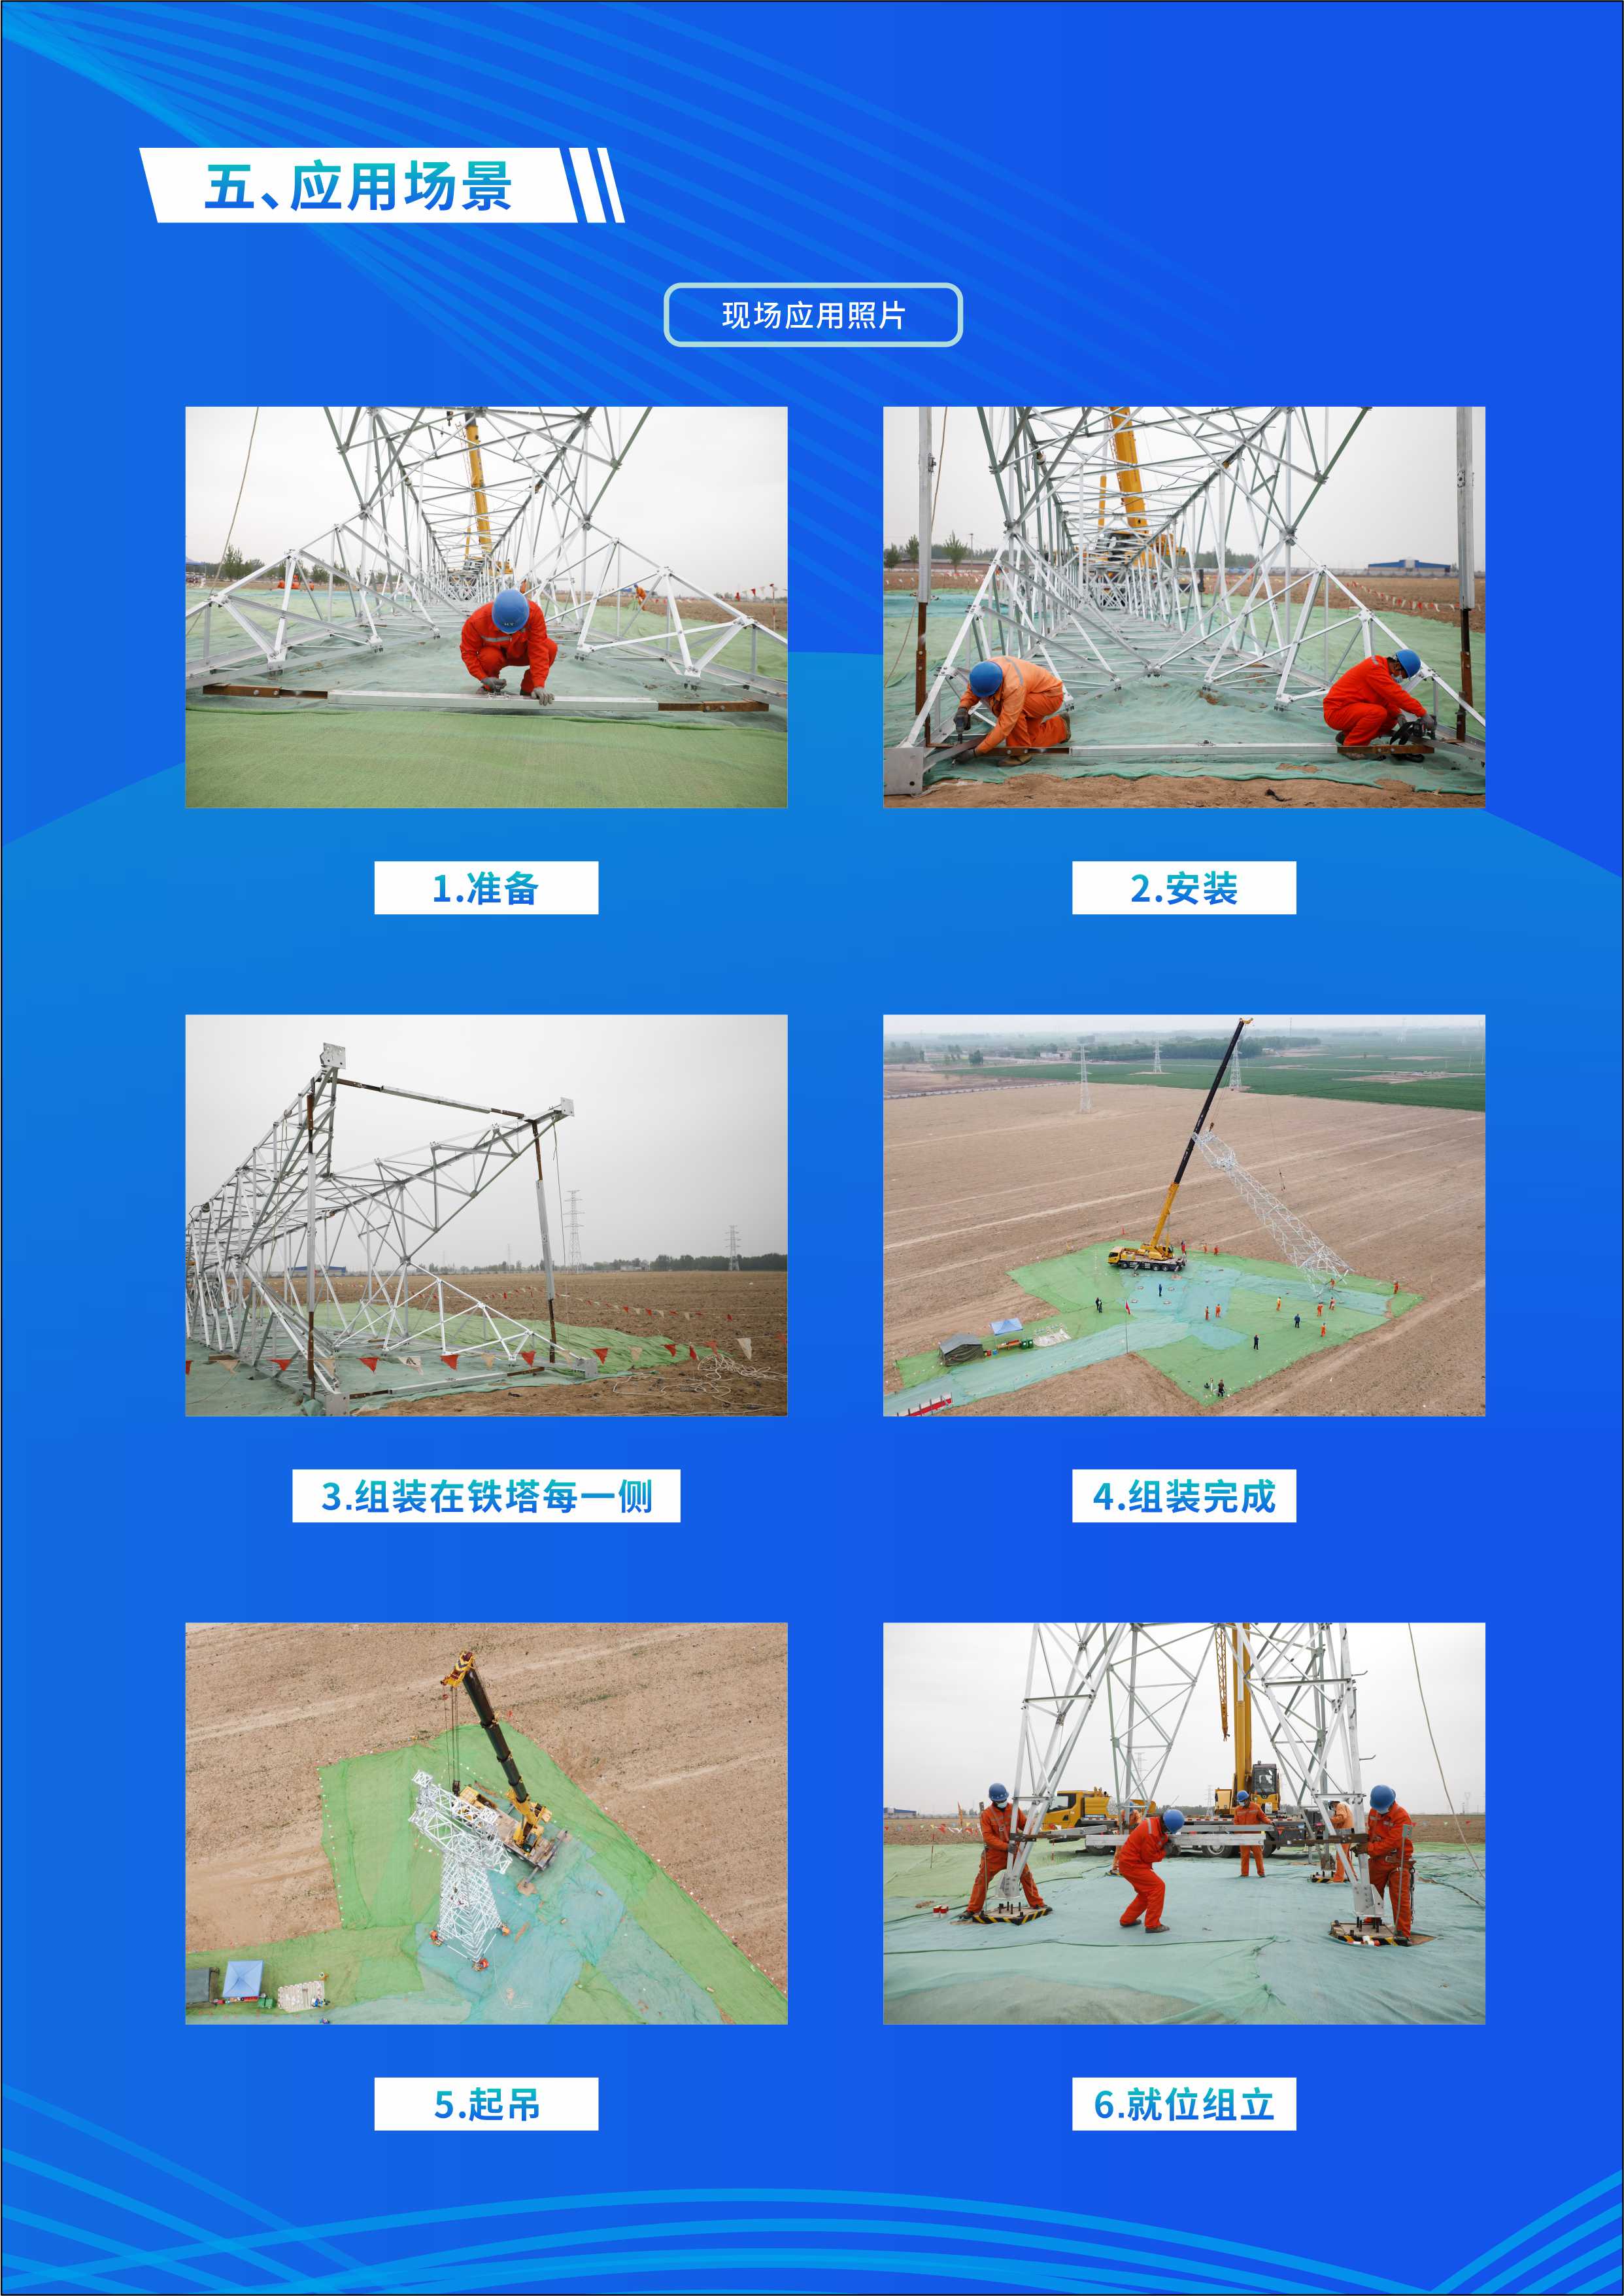 五、应用场景
现场应用照片
1.准备
2.安装
3.组装在铁塔每一侧
4.组装完成
5.起吊
6.就位组立